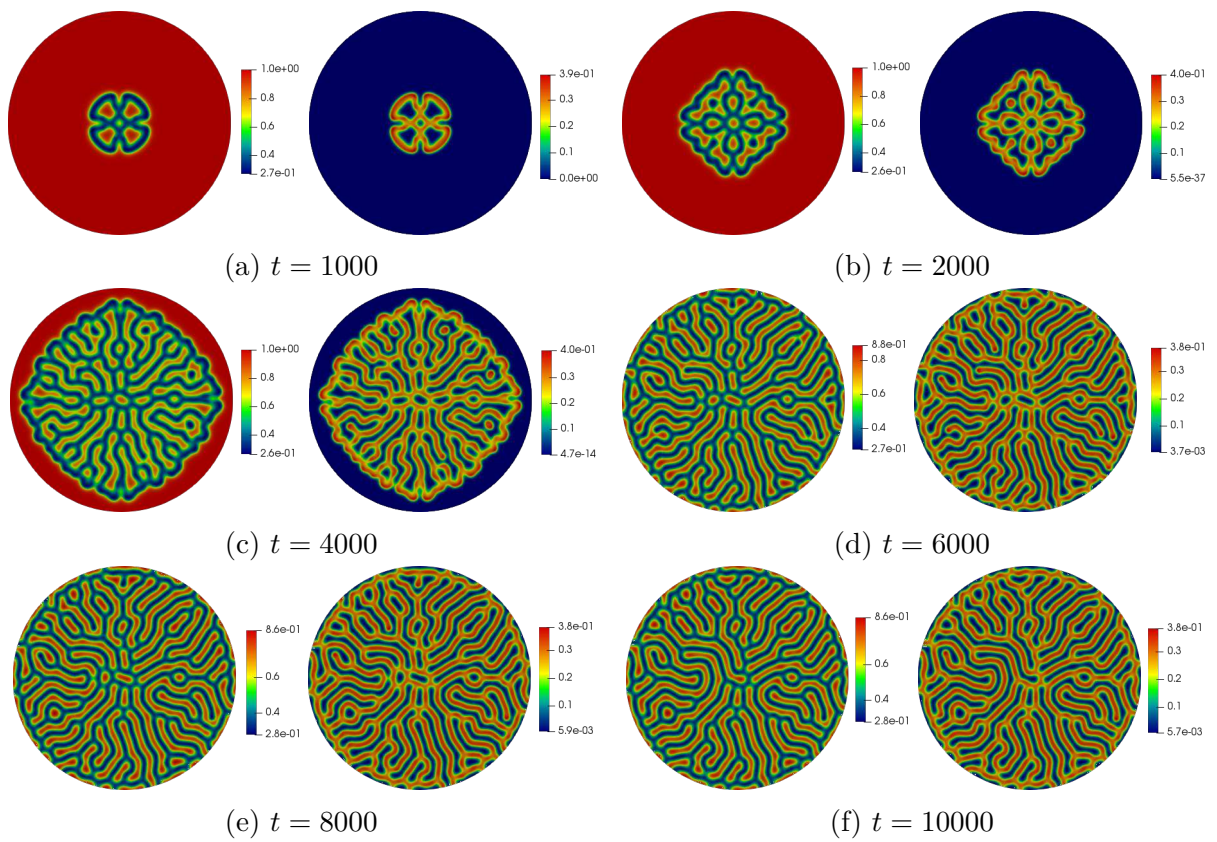 1.0e+00
0.8
0.6
0.4
2.7e-01
3.9e-01
0.3
0.2
0.1
0.0e+00
(a) t = 1000
1.0e+00
0.8
0.6
0.4
2.6e-01
4.0e-01
0.3
0.2
0.1
5.5e-37
(b) t = 2000
1.0e+00
0.8
0.6
0.4
2.6e-01
4.0e-01
0.3
0.2
0.1
4.7e-14
(c) t = 4000
8.8e-01
0.8
0.6
0.4
2.7e-01
3.8e-01
0.3
0.2
0.1
3.7e-03
(d) t = 6000
8.6e-01
0.6
0.4
2.8e-01
3.8e-01
0.3
0.2
0.1
5.9e-03
(e) t = 8000
8.6e-01
0.6
0.4
2.8e-01
3.8e-01
0.3
0.2
0.1
5.7e-03
(f) t = 10000